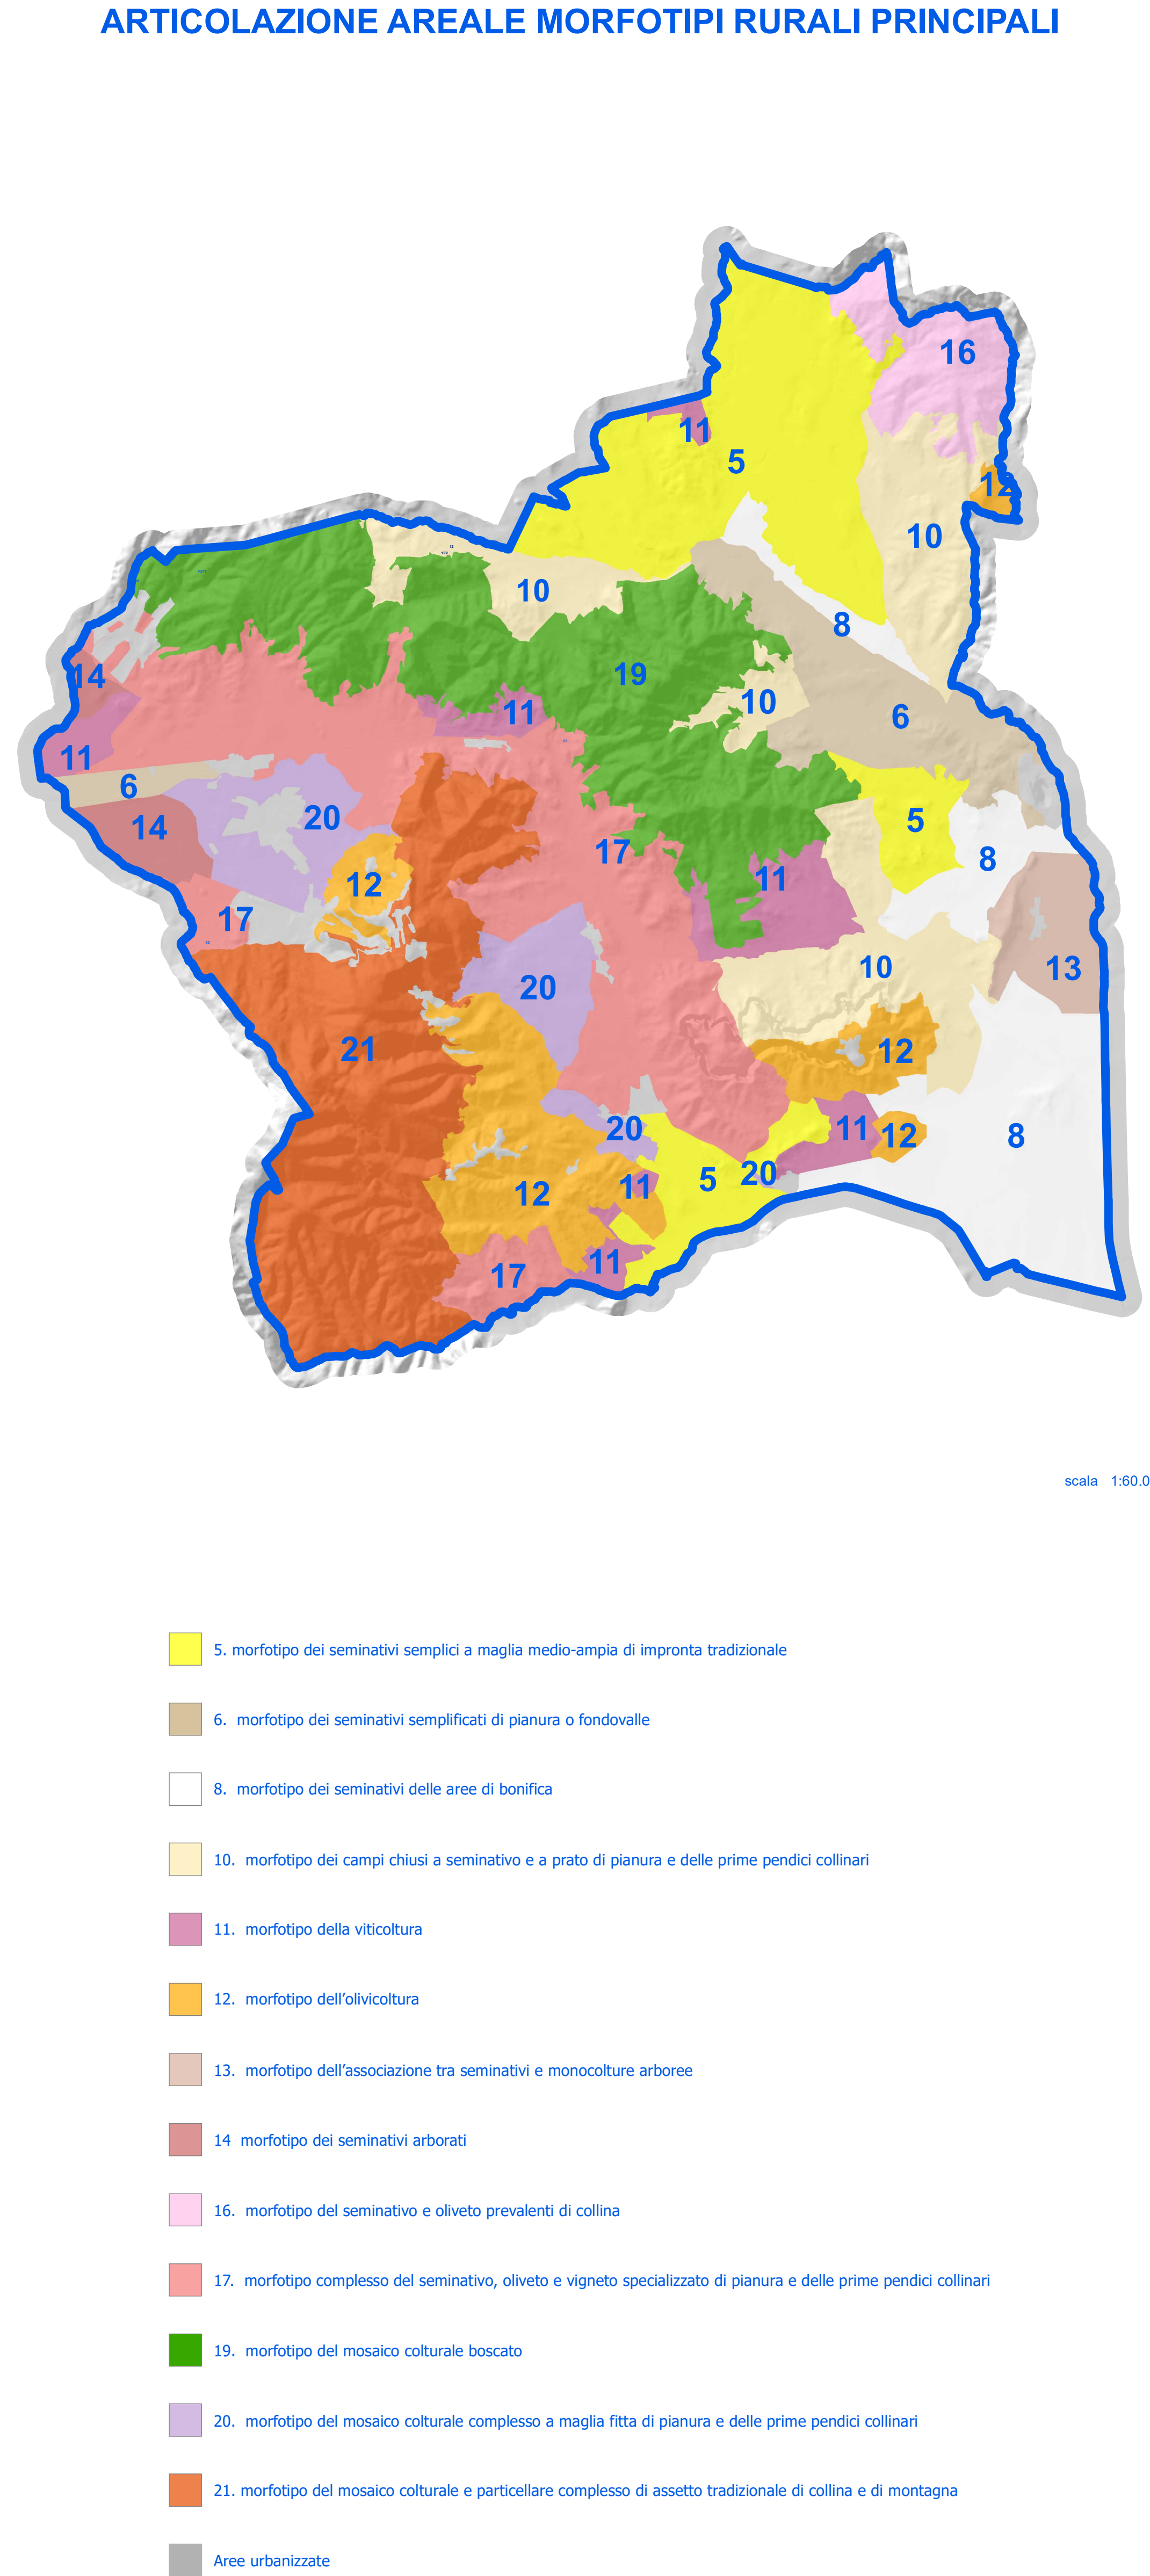 ARTICOLAZIONE AREALE MORFOTIPI RURALI PRINCIPALI
16
11
5
12
10
10
8
19
14
10
11
6
11
6
20
5
14
17
8
12
11
17
10
13
20
21
12
20
11
12
8
20
5
11
12
11
17
scala 1:60.0
5. morfotipo dei seminativi semplici a maglia medio-ampia di impronta tradizionale
6. morfotipo dei seminativi semplificati di pianura o fondovalle
8. morfotipo dei seminativi delle aree di bonifica
10. morfotipo dei campi chiusi a seminativo e a prato di pianura e delle prime pendici collinari
11. morfotipo della viticoltura
12. morfotipo dell’olivicoltura
13. morfotipo dell’associazione tra seminativi e monocolture arboree
14 morfotipo dei seminativi arborati
16. morfotipo del seminativo e oliveto prevalenti di collina
17. morfotipo complesso del seminativo, oliveto e vigneto specializzato di pianura e delle prime pendici collinari
19. morfotipo del mosaico colturale boscato
20. morfotipo del mosaico colturale complesso a maglia fitta di pianura e delle prime pendici collinari
21. morfotipo del mosaico colturale e particellare complesso di assetto tradizionale di collina e di montagna
Aree urbanizzate